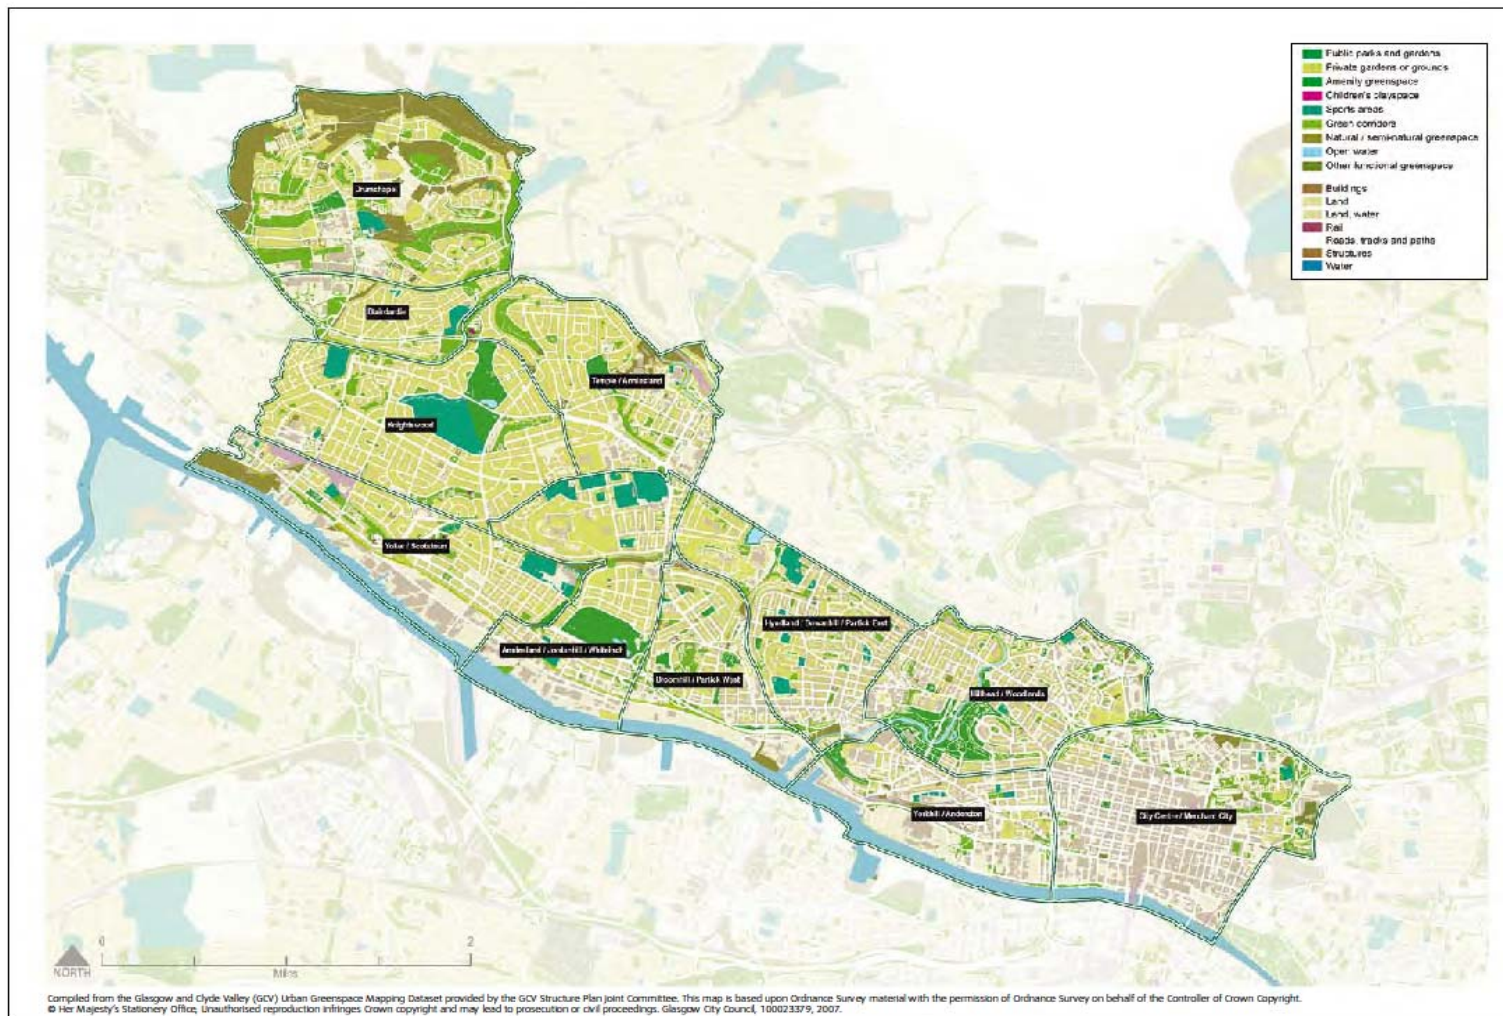 Public parks and gardens
Private gardens or grounds
Amenity greenspace
Children's playspace
Sports areas
Green corridors
Natural / semi-natural greenspace
Open water
Other functional greenspace
Buildings
Land
Land, water
Rail
Roads, tracks and paths
Structures
Water
Drumchapel
Blairdardie
Temple / Anniesland
Knightswood
Yoker / Scotstoun
Hyndland / Dowanhill / Partick East
Anniesland / Jordanhill / Whiteinch
Broomhill / Partick West
Hillhead / Woodlands
Yorkhill / Anderston
City Centre / Merchant City
0 2
NORTH
Miles
Compiled from the Glasgow and Clyde Valley (GCV) Urban Greenspace Mapping Dataset provided by the GCV Structure Plan Joint Committee. This map is based upon Ordnance Survey material with the permission of Ordnance Survey on behalf of the Controller of Crown Copyright.
© Her Majesty's Stationery Office, Unauthorised reproduction infringes Crown copyright and may lead to prosecution or civil proceedings. Glasgow City Council, 100023379, 2007.